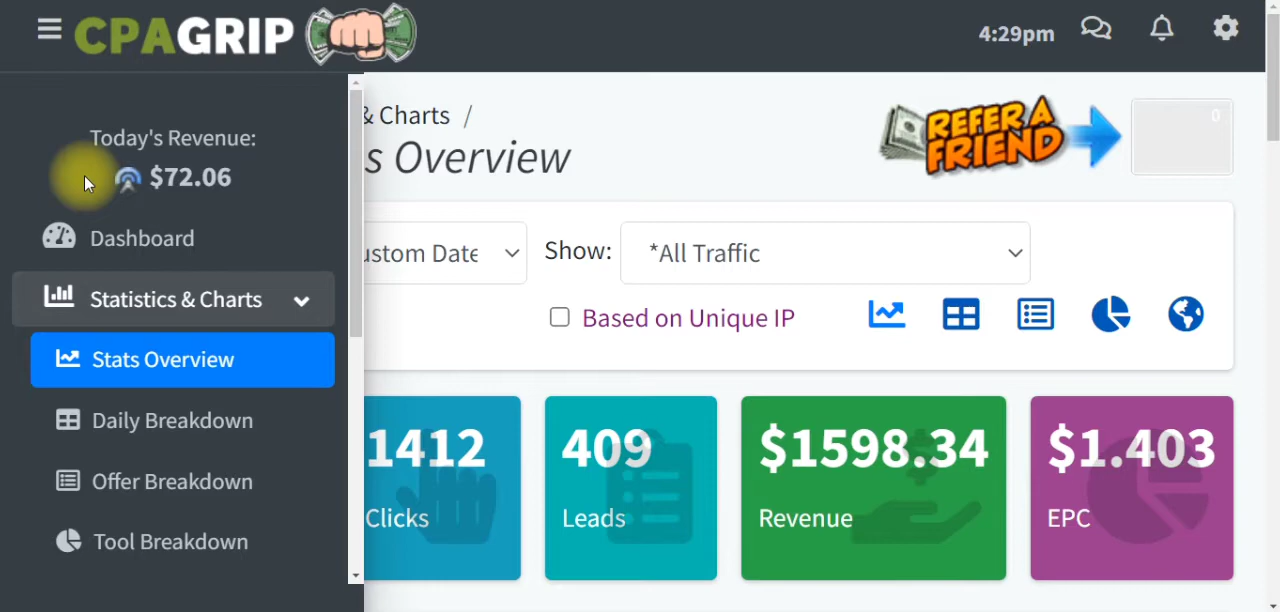 CPAGRIP
4:29pm
Today's Revenue:
$72.06
Dashboard
Statistics & Charts
Stats Overview
Daily Breakdown
Offer Breakdown
Tool Breakdown
& Charts /
s Overview
REFER A
FRIEND
0
ustom Date
Show:
*All Traffic
Based on Unique IP
1412
Clicks
409
Leads
$1598.34
Revenue
$1.403
EPC